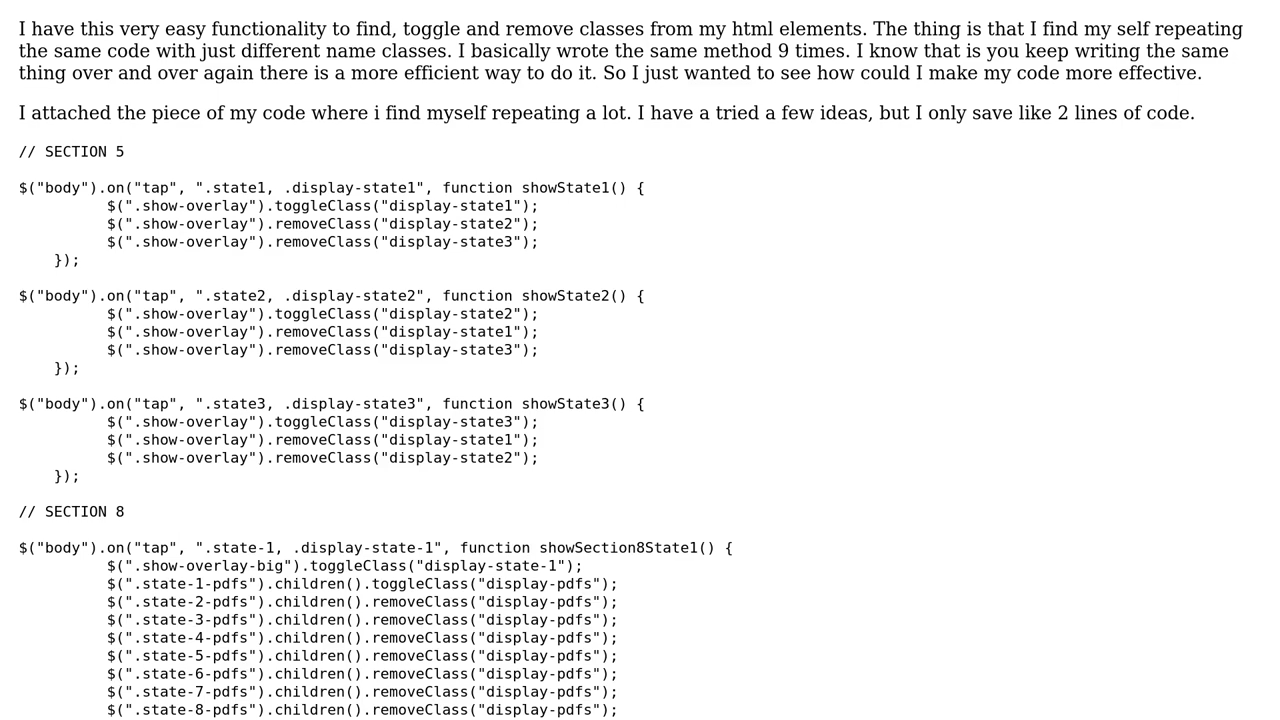 I have this very easy functionality to find, toggle and remove classes from my html elements. The thing is that I find my self repeating
the same code with just different name classes. I basically wrote the same method 9 times. I know that is you keep writing the same
thing over and over again there is a more efficient way to do it. So I just wanted to see how could I make my code more effective.
I attached the piece of my code where i find myself repeating a lot. I have a tried a few ideas, but I only save like 2 lines of code.
// SECTION 5
$("body").on("tap", ".state1, .display-state1", function showState1() {
$(".show-overlay").toggleClass("display-state1");
$(".show-overlay").removeClass("display-state2");
$(".show-overlay").removeClass("display-state3");
});
$("body").on("tap", ".state2, .display-state2", function showState2() {
$(".show-overlay").toggleClass("display-state2");
$(".show-overlay").removeClass("display-state1");
$(".show-overlay").removeClass("display-state3");
});
$("body").on("tap", ".state3, .display-state3", function showState3() {
$(".show-overlay").toggleClass("display-state3");
$(".show-overlay").removeClass("display-state1");
$(".show-overlay").removeClass("display-state2");
});
// SECTION 8
$("body").on("tap", ".state-1, .display-state-1", function showSection8State1() {
$(".show-overlay-big").toggleClass("display-state-1");
$(".state-1-pdfs").children().toggleClass("display-pdfs");
$(".state-2-pdfs").children().removeClass("display-pdfs");
$(".state-3-pdfs").children().removeClass("display-pdfs");
$(".state-4-pdfs").children().removeClass("display-pdfs");
$(".state-5-pdfs").children().removeClass("display-pdfs");
$(".state-6-pdfs").children().removeClass("display-pdfs");
$(".state-7-pdfs").children().removeClass("display-pdfs");
$(".state-8-pdfs").children().removeClass("display-pdfs");